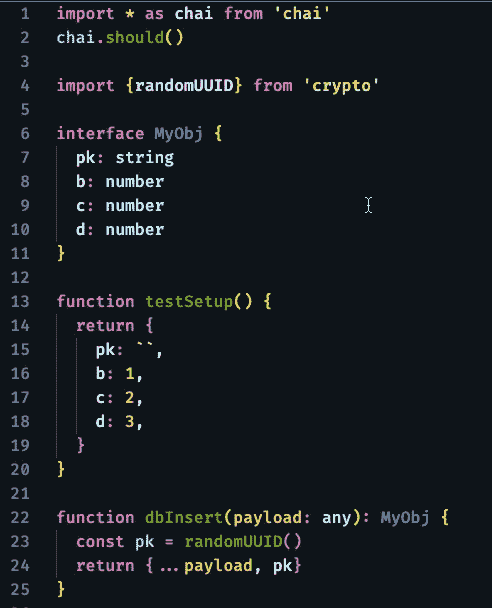 1 import * as chai from 'chai'
2 chai.should()
3
4 import {randomUUID} from 'crypto'
5
6 interface MyObj {
7 pk: string
8 b: number
9 c: number
10 d: number
11 }
12
13 function testSetup() {
14 return {
15 pk: ``,
16 b: 1,
17 c: 2,
18 d: 3,
19 }
20 }
21
22 function dbInsert(payload: any): MyObj {
23 const pk = randomUUID()
24 return {...payload, pk}
25 }